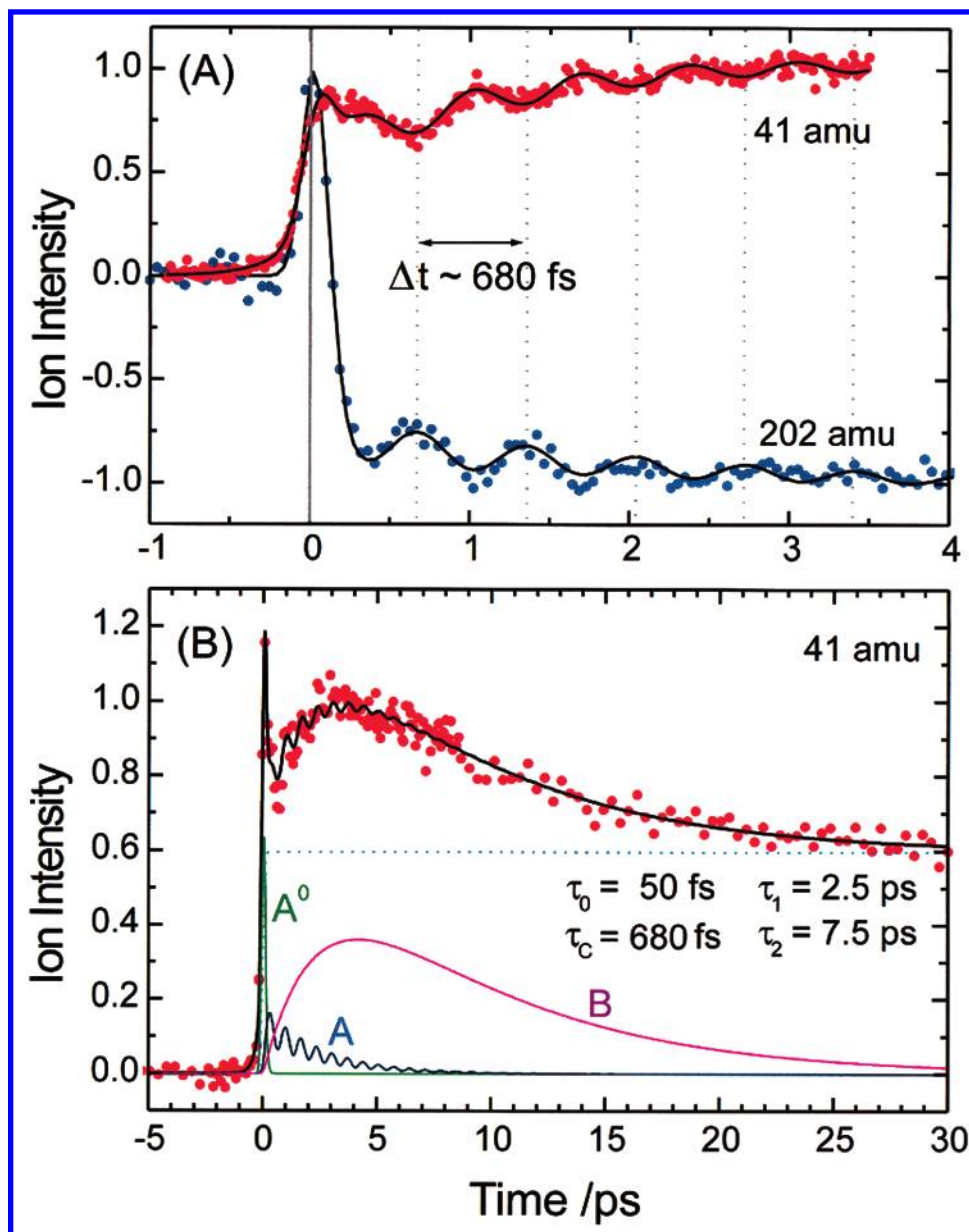 (A)
Ion Intensity
1.0
0.5
0.0
-0.5
-1.0
41 amu
Δt ~ 680 fs
202 amu
-1 0 1 2 3 4
(B)
41 amu
Ion Intensity
1.2
1.0
0.8
0.6
0.4
0.2
0.0
A⁰
τ₀ = 50 fs τ₁ = 2.5 ps
τ_C = 680 fs τ₂ = 7.5 ps
B
A
-5 0 5 10 15 20 25 30
Time /ps